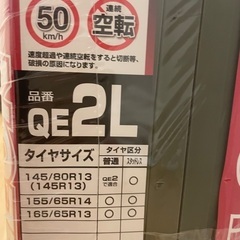 50
km/h
連続
空転
速度超過や連続空転をすると切断等、
破損の原因になります。
品番
QE2L
タイヤサイズ タイヤ区分
普通 スタッドレス
145/80R13
(145R13) QE2で適合 ○
155/65R14 ○ ○
165/65R13 ○ ○